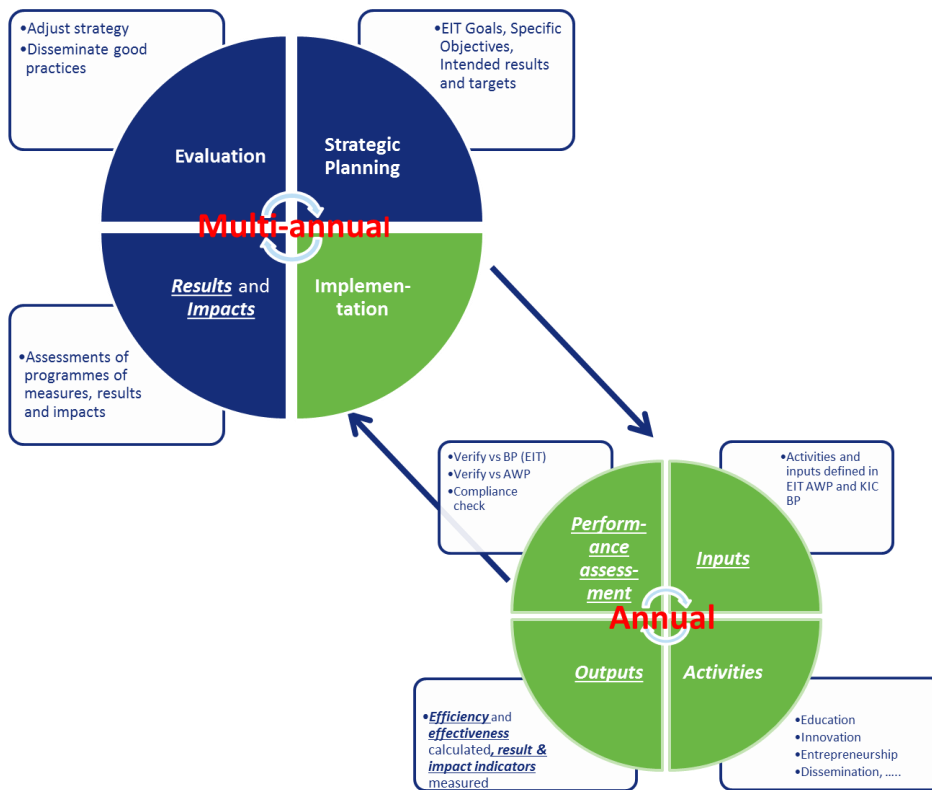 •Adjust strategy
•Disseminate good
practices
•EIT Goals, Specific
Objectives,
Intended results
and targets
Evaluation
Strategic
Planning
Multi-annual
Results and
Impacts
Implemen-
tation
•Assessments of
programmes of
measures, results
and impacts
•Verify vs BP (EIT)
•Verify vs AWP
•Compliance
check
•Activities and
inputs defined in
EIT AWP and KIC
BP
Perform-
ance
assess-
ment
Inputs
Annual
Outputs
Activities
•Efficiency and
effectiveness
calculated, result &
impact indicators
measured
•Education
•Innovation
•Entrepreneurship
•Dissemination, .....